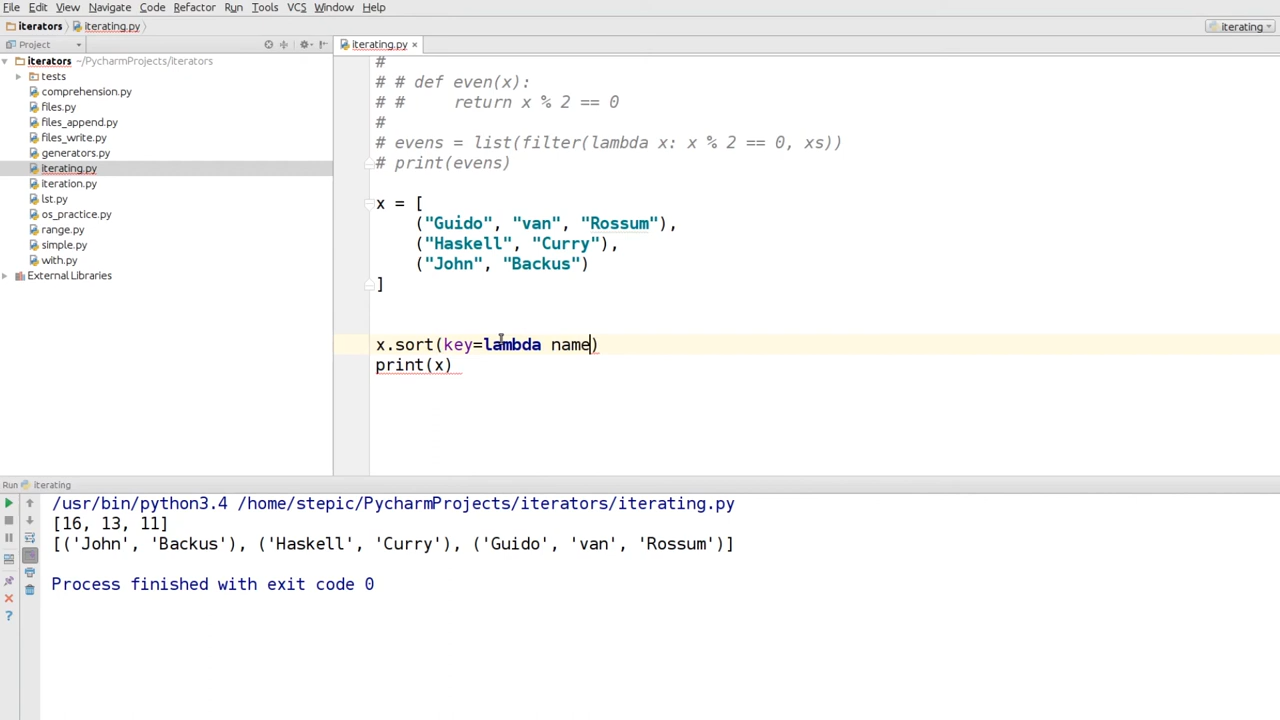 File Edit View Navigate Code Refactor Run Tools VCS Window Help
iterators iterating.py iterating
Project iterating.py
iterators ~/PycharmProjects/iterators
tests
comprehension.py
files.py
files_append.py
files_write.py
generators.py
iterating.py
iteration.py
lst.py
os_practice.py
range.py
simple.py
with.py
External Libraries
#
# # def even(x):
# #     return x % 2 == 0
#
# evens = list(filter(lambda x: x % 2 == 0, xs))
# print(evens)
x = [
("Guido", "van", "Rossum"),
("Haskell", "Curry"),
("John", "Backus")
]
x.sort(key=lambda name)
print(x)
Run iterating
/usr/bin/python3.4 /home/stepic/PycharmProjects/iterators/iterating.py
[16, 13, 11]
[('John', 'Backus'), ('Haskell', 'Curry'), ('Guido', 'van', 'Rossum')]
Process finished with exit code 0